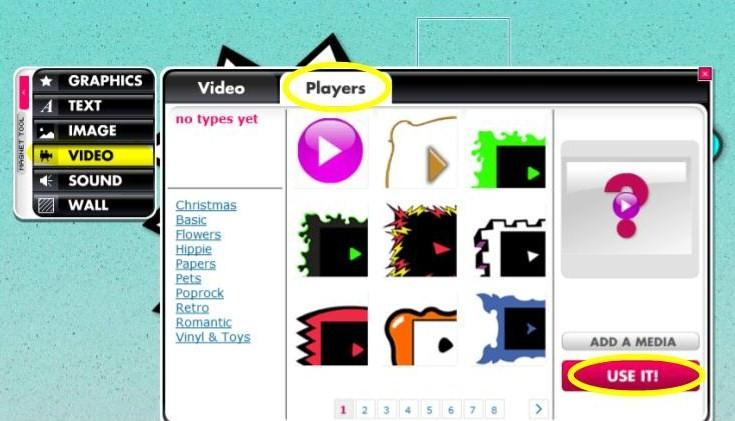 GRAPHICS
TEXT
IMAGE
VIDEO
SOUND
WALL
MAGNET TOOL
Video
Players
no types yet
Christmas
Basic
Flowers
Hippie
Papers
Pets
Poprock
Retro
Romantic
Vinyl & Toys
1 2 3 4 5 6 7 8 >
?
ADD A MEDIA
USE IT!